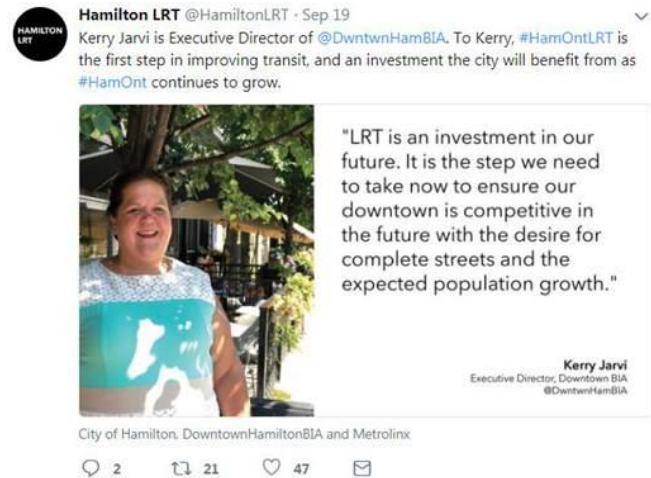 HAMILTON
LRT
Hamilton LRT @HamiltonLRT · Sep 19
Kerry Jarvi is Executive Director of @DwntwnHamBIA. To Kerry, #HamOntLRT is
the first step in improving transit, and an investment the city will benefit from as
#HamOnt continues to grow.
"LRT is an investment in our
future. It is the step we need
to take now to ensure our
downtown is competitive in
the future with the desire for
complete streets and the
expected population growth."
Kerry Jarvi
Executive Director, Downtown BIA
@DwntwnHamBIA
City of Hamilton, DowntownHamiltonBIA and Metrolinx
2 21 47